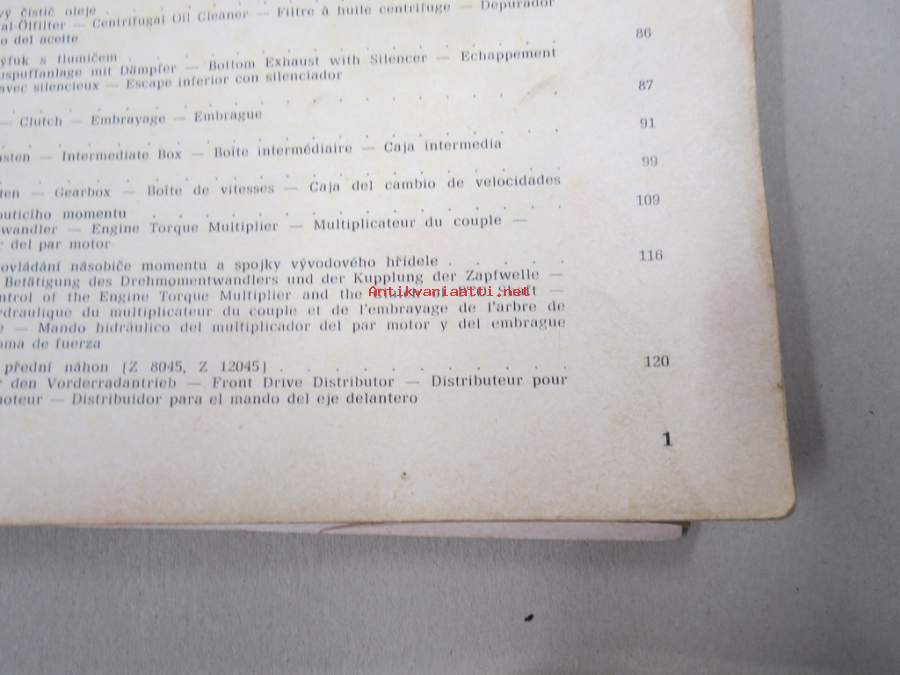 čistič oleje .
Ölfilter — Centrifugal Oil Cleaner — Filtre à huile centrifuge — Depurador
del aceite
86
s tlumičem . . . . . . . . . . . .
mit Dämpfer — Bottom Exhaust with Silencer — Echappement
avec silencieux — Escape inferior con silenciador
87
— Clutch — Embrayage — Embrague
91
— Intermediate Box — Boîte intermédiaire — Caja intermedia
99
— Gearbox — Boîte de vitesses — Caja del cambio de velocidades
109
momentu . . . . . . . . . . . .
— Engine Torque Multiplier — Multiplicateur du couple —
del par motor
116
ovládání násobiče momentu a spojky vývodového hřídele . . . . .
Betätigung des Drehmomentwandlers und der Kupplung der Zapfwelle —
of the Engine Torque Multiplier and the Clutch of PTO shaft —
Antikvariaatti.net
du multiplicateur du couple et de l'embrayage de l'arbre de
— Mando hidráulico del multiplicador del par motor y del embrague
toma de fuerza
přední náhon (Z 8045, Z 12045) . . . . . . . . . . . 120
den Vorderradantrieb — Front Drive Distributor — Distributeur pour
— Distribuidor para el mando del eje delantero
1